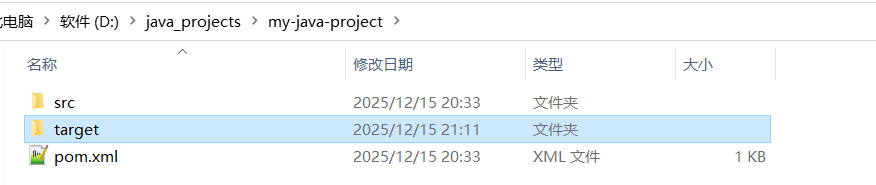 电脑 › 软件 (D:) › java_projects › my-java-project ›
名称 修改日期 类型 大小
src 2025/12/15 20:33 文件夹
target 2025/12/15 21:11 文件夹
pom.xml 2025/12/15 20:33 XML 文件 1 KB